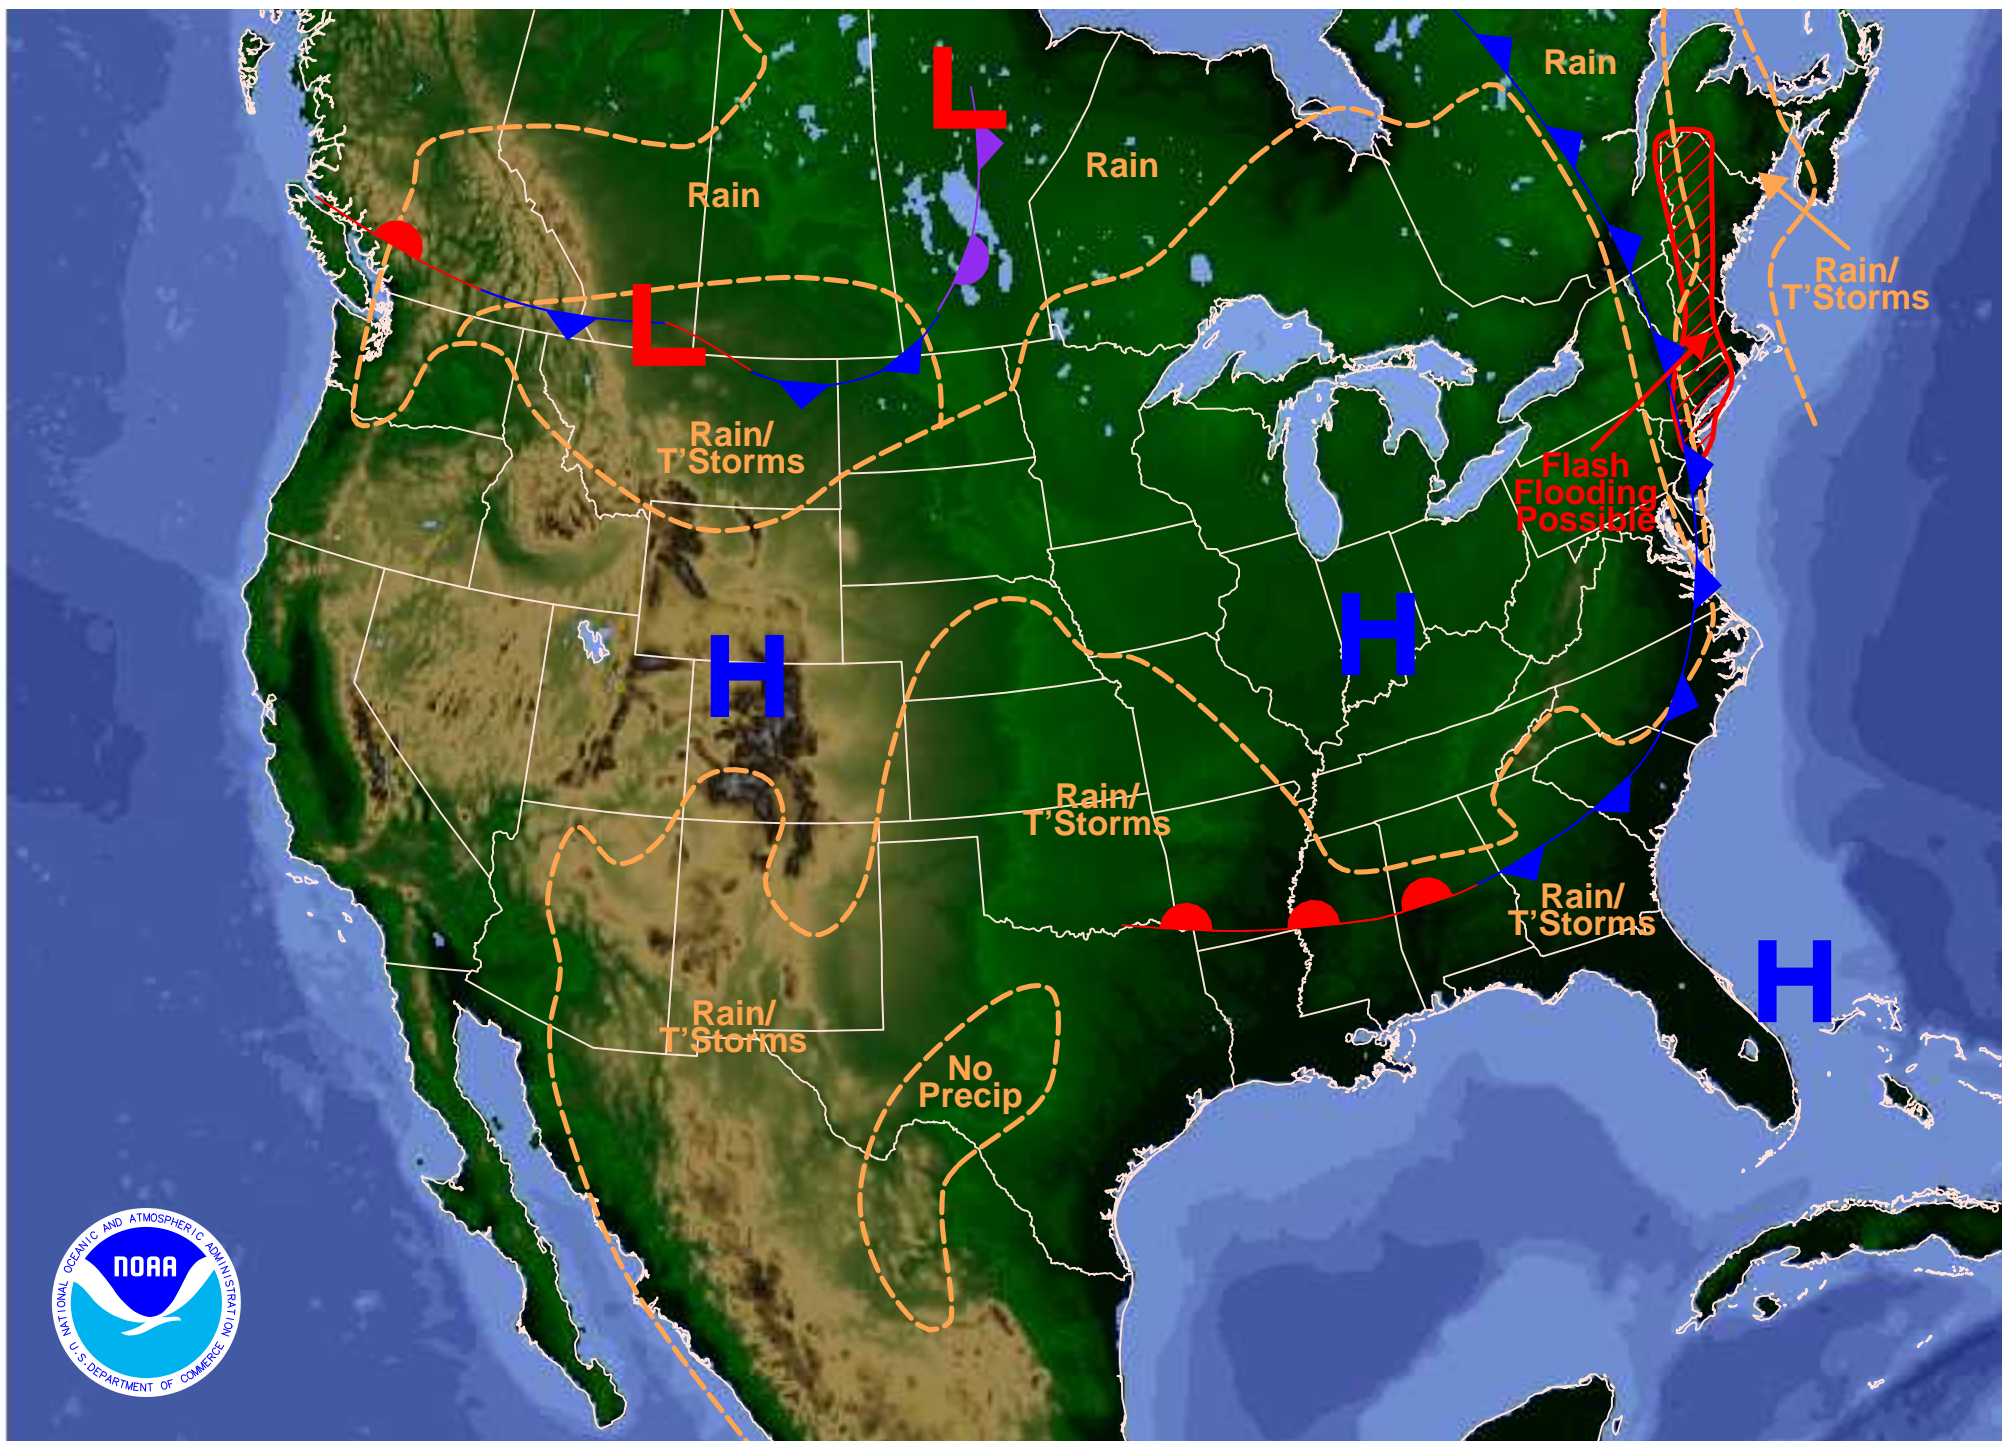 L
Rain
Rain
Rain
Rain/
T'Storms
L
Rain/
T'Storms
Flash
Flooding
Possible
H
H
Rain/
T'Storms
Rain/
T'Storms
H
Rain/
T'Storms
No
Precip
NATIONAL OCEANIC AND ATMOSPHERIC ADMINISTRATION
NOAA
U.S. DEPARTMENT OF COMMERCE